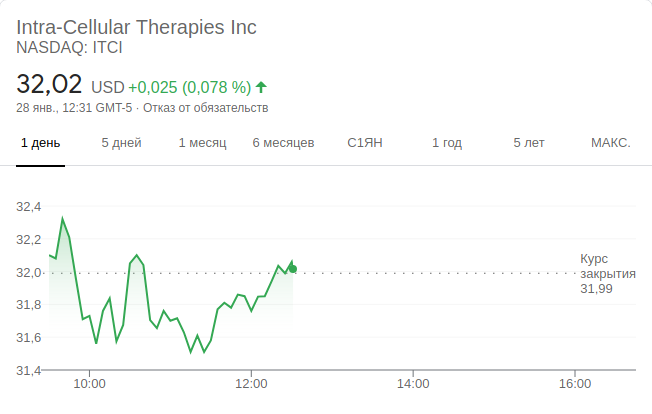 Intra-Cellular Therapies Inc
NASDAQ: ITCI
32,02 USD +0,025 (0,078 %)
28 янв., 12:31 GMT-5 · Отказ от обязательств
1 день 5 дней 1 месяц 6 месяцев С1ЯН 1 год 5 лет МАКС.
32,4
32,2
32,0
31,8
31,6
31,4
Курс
закрытия
31,99
10:00 12:00 14:00 16:00